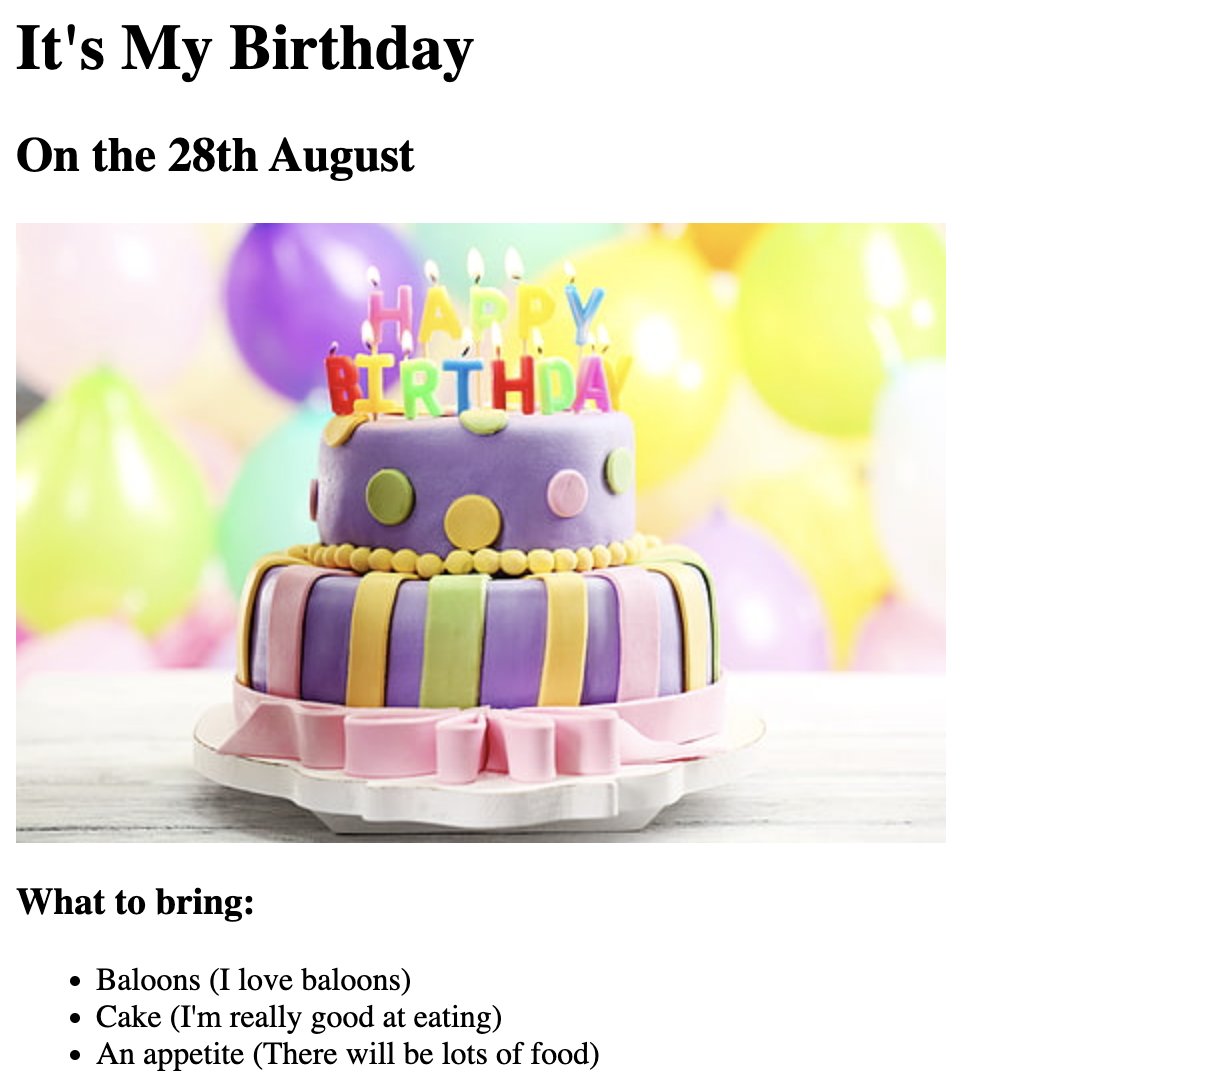 It's My Birthday
On the 28th August
HAPPY
BIRTHDAY
What to bring:
Baloons (I love baloons)
Cake (I'm really good at eating)
An appetite (There will be lots of food)